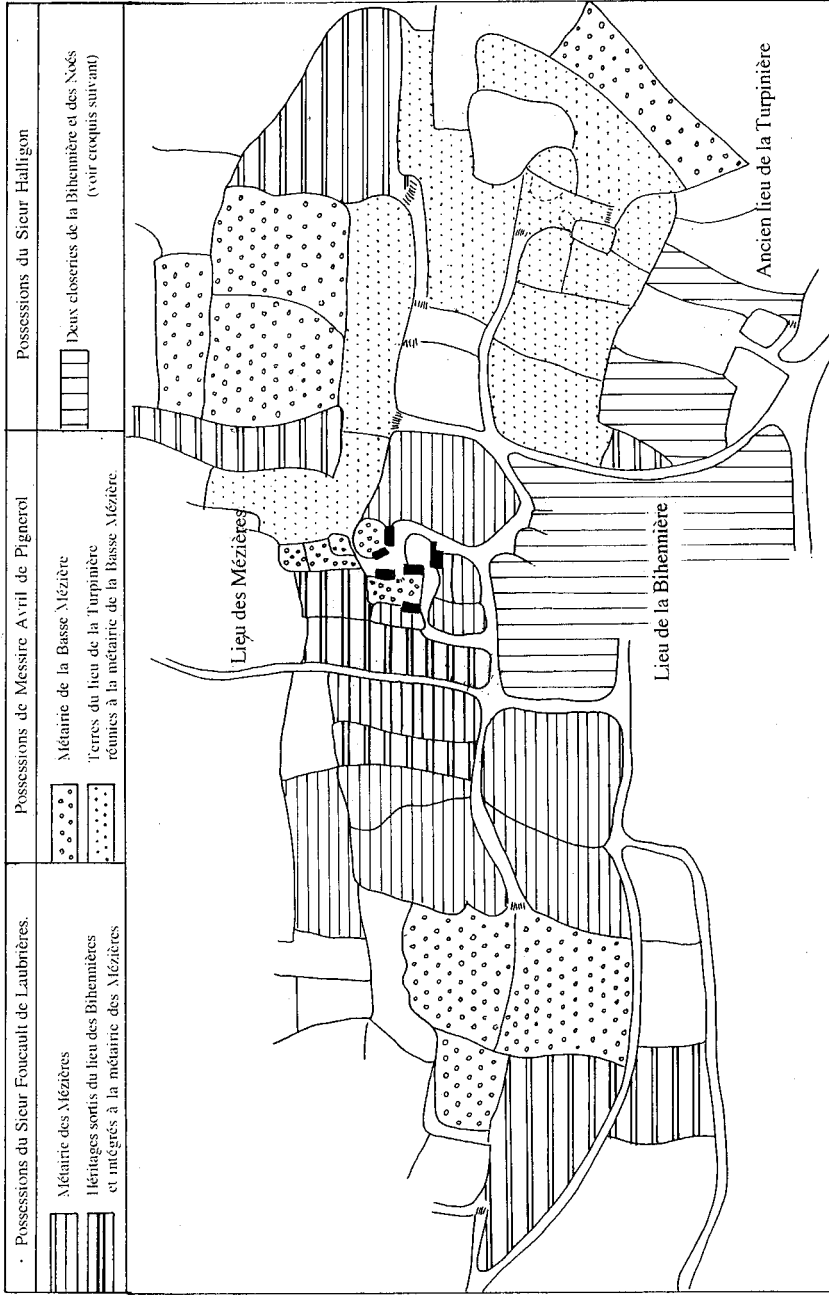 · Possessions du Sieur Foucault de Laubrières.
Métairie des Mézières
Héritages sortis du lieu des Bihennières
et intégrés à la métairie des Mézières
Possessions de Messire Avril de Pignerol
Métairie de la Basse Mézière
Terres du lieu de la Turpinière
réunies à la métairie de la Basse Mézière.
Possessions du Sieur Halligon
Deux closeries de la Bihennière et des Noës
(voir croquis suivant)
Lieu des Mézières
Lieu de la Bihennière
Ancien lieu de la Turpinière